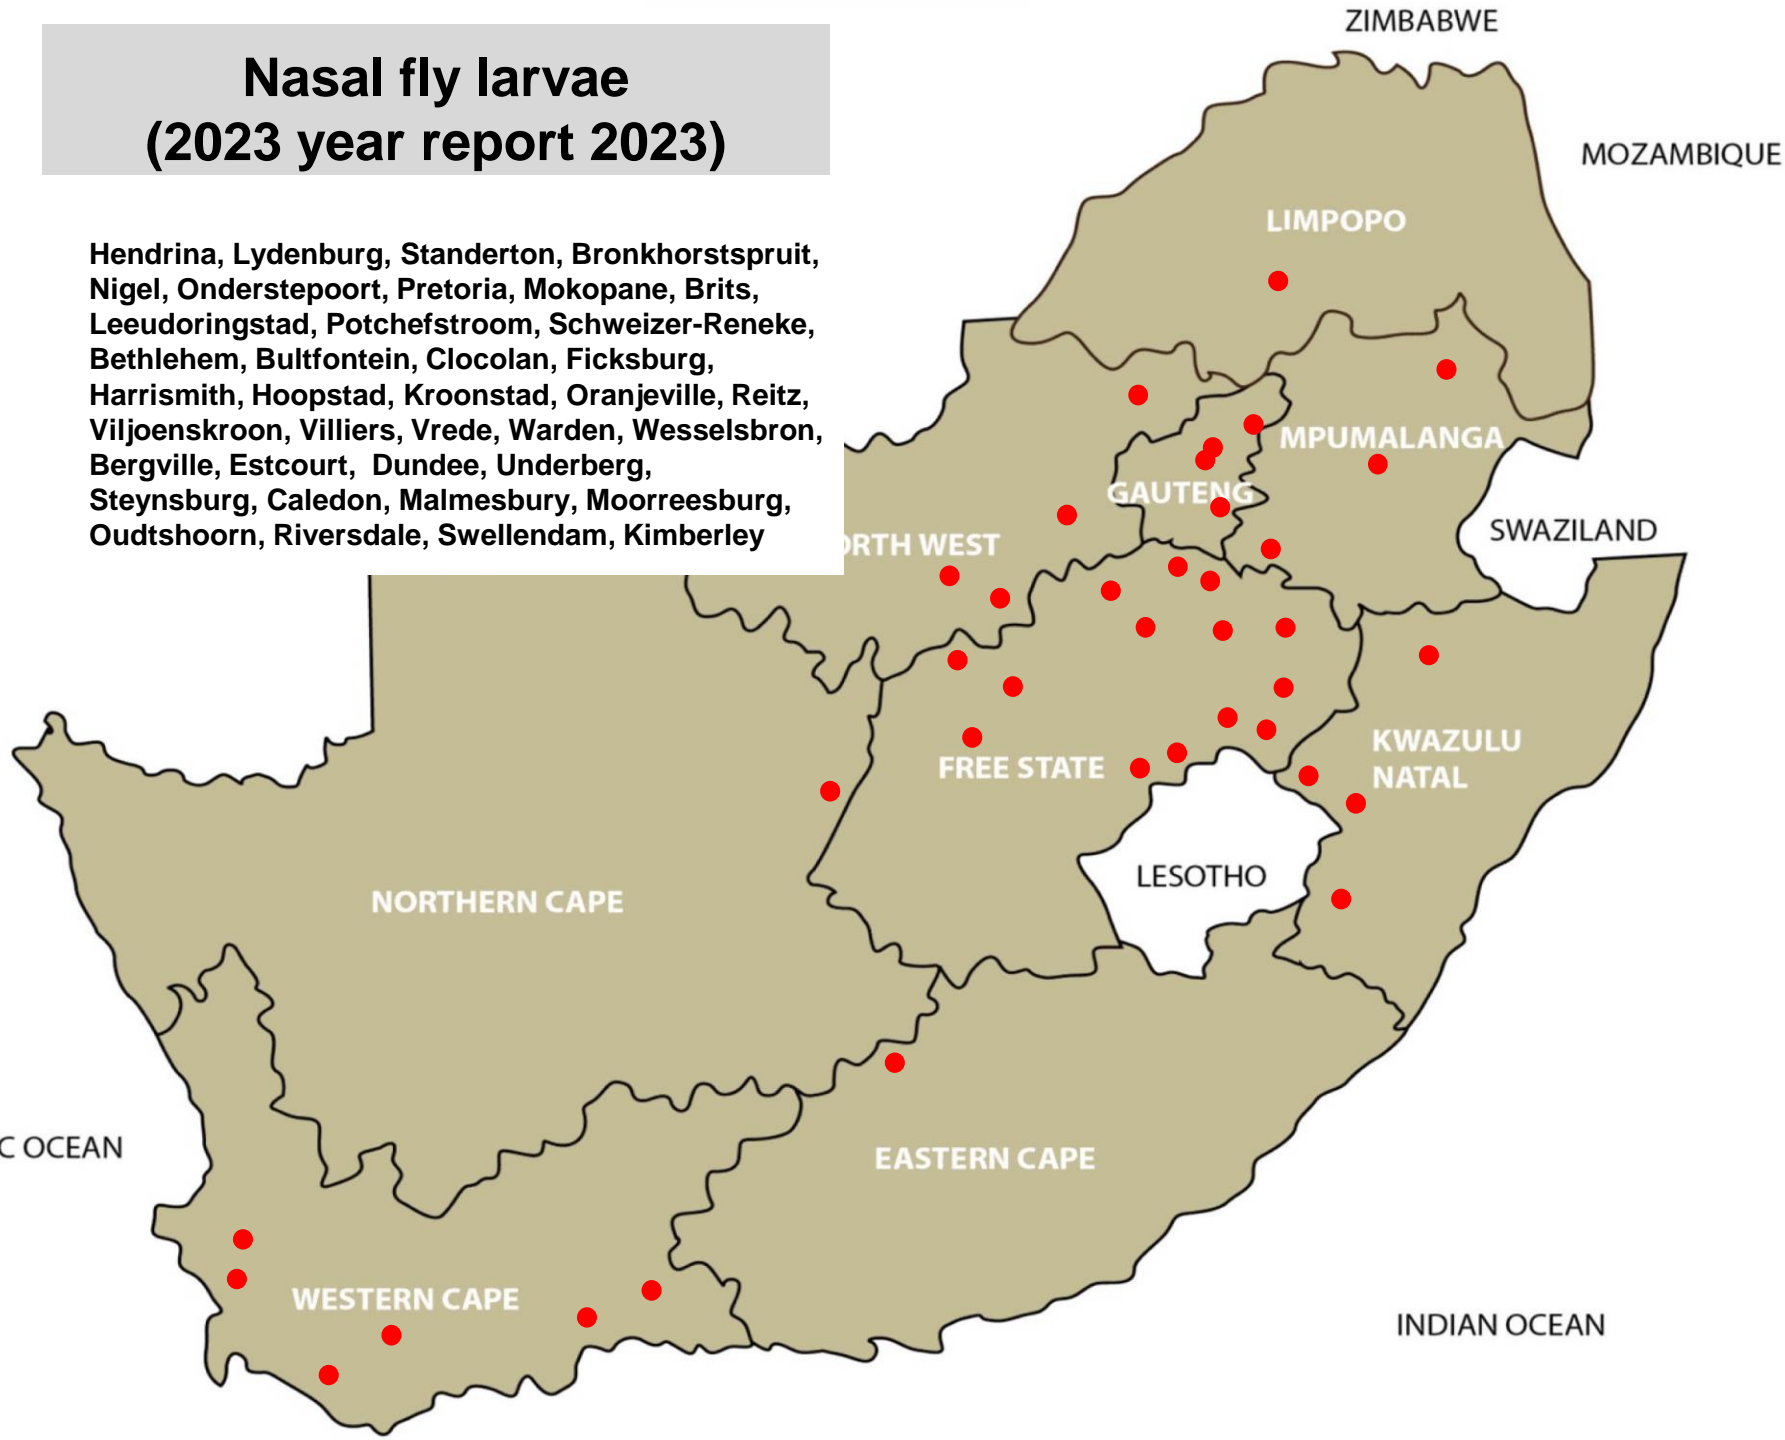 Nasal fly larvae
(2023 year report 2023)
Hendrina, Lydenburg, Standerton, Bronkhorstspruit,
Nigel, Onderstepoort, Pretoria, Mokopane, Brits,
Leeudoringstad, Potchefstroom, Schweizer-Reneke,
Bethlehem, Bultfontein, Clocolan, Ficksburg,
Harrismith, Hoopstad, Kroonstad, Oranjeville, Reitz,
Viljoenskroon, Villiers, Vrede, Warden, Wesselsbron,
Bergville, Estcourt, Dundee, Underberg,
Steynsburg, Caledon, Malmesbury, Moorreesburg,
Oudtshoorn, Riversdale, Swellendam, Kimberley
ZIMBABWE
MOZAMBIQUE
LIMPOPO
MPUMALANGA
GAUTENG
SWAZILAND
ORTH WEST
KWAZULU
NATAL
FREE STATE
LESOTHO
NORTHERN CAPE
C OCEAN
EASTERN CAPE
WESTERN CAPE
INDIAN OCEAN